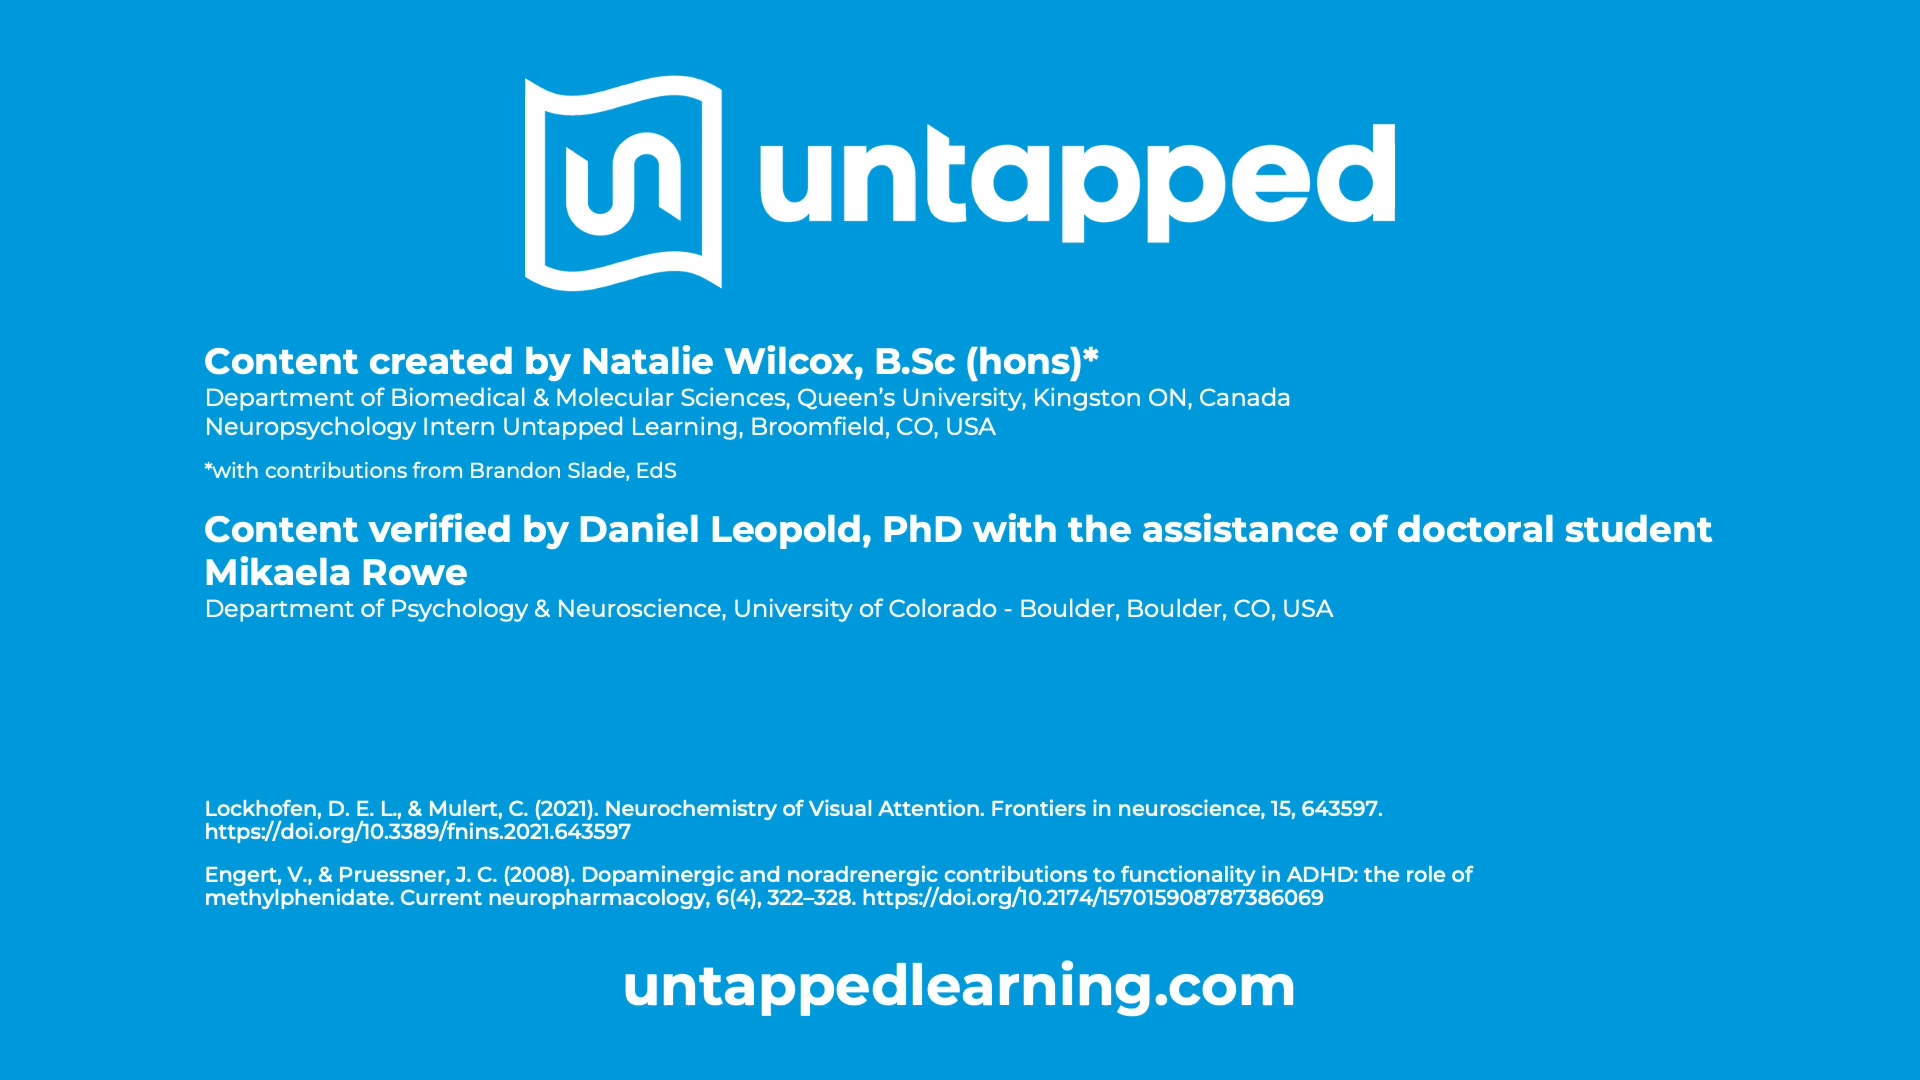 untapped
Content created by Natalie Wilcox, B.Sc (hons)*
Department of Biomedical & Molecular Sciences, Queen’s University, Kingston ON, Canada
Neuropsychology Intern Untapped Learning, Broomfield, CO, USA
*with contributions from Brandon Slade, EdS
Content verified by Daniel Leopold, PhD with the assistance of doctoral student
Mikaela Rowe
Department of Psychology & Neuroscience, University of Colorado - Boulder, Boulder, CO, USA
Lockhofen, D. E. L., & Mulert, C. (2021). Neurochemistry of Visual Attention. Frontiers in neuroscience, 15, 643597.
https://doi.org/10.3389/fnins.2021.643597
Engert, V., & Pruessner, J. C. (2008). Dopaminergic and noradrenergic contributions to functionality in ADHD: the role of
methylphenidate. Current neuropharmacology, 6(4), 322–328. https://doi.org/10.2174/157015908787386069
untappedlearning.com